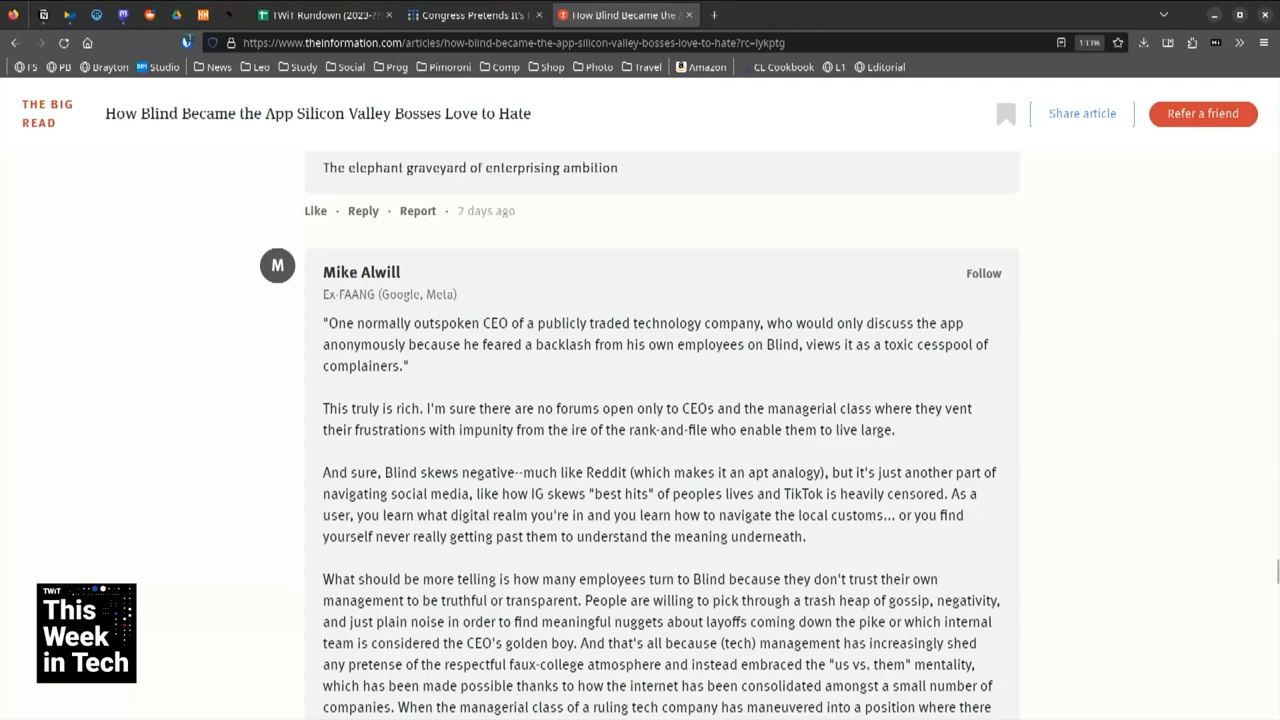 TWiT Rundown (2023-??
Congress Pretends It's
How Blind Became the
https://www.theinformation.com/articles/how-blind-became-the-app-silicon-valley-bosses-love-to-hate?rc=lykptg
133%
FS PB Brayton Studio News Leo Study Social Prog Pimoroni Comp Shop Photo Travel Amazon CL Cookbook L1 Editorial
THE BIG
READ
How Blind Became the App Silicon Valley Bosses Love to Hate
Share article
Refer a friend
The elephant graveyard of enterprising ambition
Like · Reply · Report · 2 days ago
M
Mike Alwill
Follow
Ex-FAANG (Google, Meta)
"One normally outspoken CEO of a publicly traded technology company, who would only discuss the app
anonymously because he feared a backlash from his own employees on Blind, views it as a toxic cesspool of
complainers."
This truly is rich. I'm sure there are no forums open only to CEOs and the managerial class where they vent
their frustrations with impunity from the ire of the rank-and-file who enable them to live large.
And sure, Blind skews negative--much like Reddit (which makes it an apt analogy), but it's just another part of
navigating social media, like how IG skews "best hits" of peoples lives and TikTok is heavily censored. As a
user, you learn what digital realm you're in and you learn how to navigate the local customs... or you find
yourself never really getting past them to understand the meaning underneath.
What should be more telling is how many employees turn to Blind because they don't trust their own
management to be truthful or transparent. People are willing to pick through a trash heap of gossip, negativity,
and just plain noise in order to find meaningful nuggets about layoffs coming down the pike or which internal
team is considered the CEO's golden boy. And that's all because (tech) management has increasingly shed
any pretense of the respectful faux-college atmosphere and instead embraced the "us vs. them" mentality,
which has been made possible thanks to how the internet has been consolidated amongst a small number of
companies. When the managerial class of a ruling tech company has maneuvered into a position where there
TWiT
This
Week
in Tech